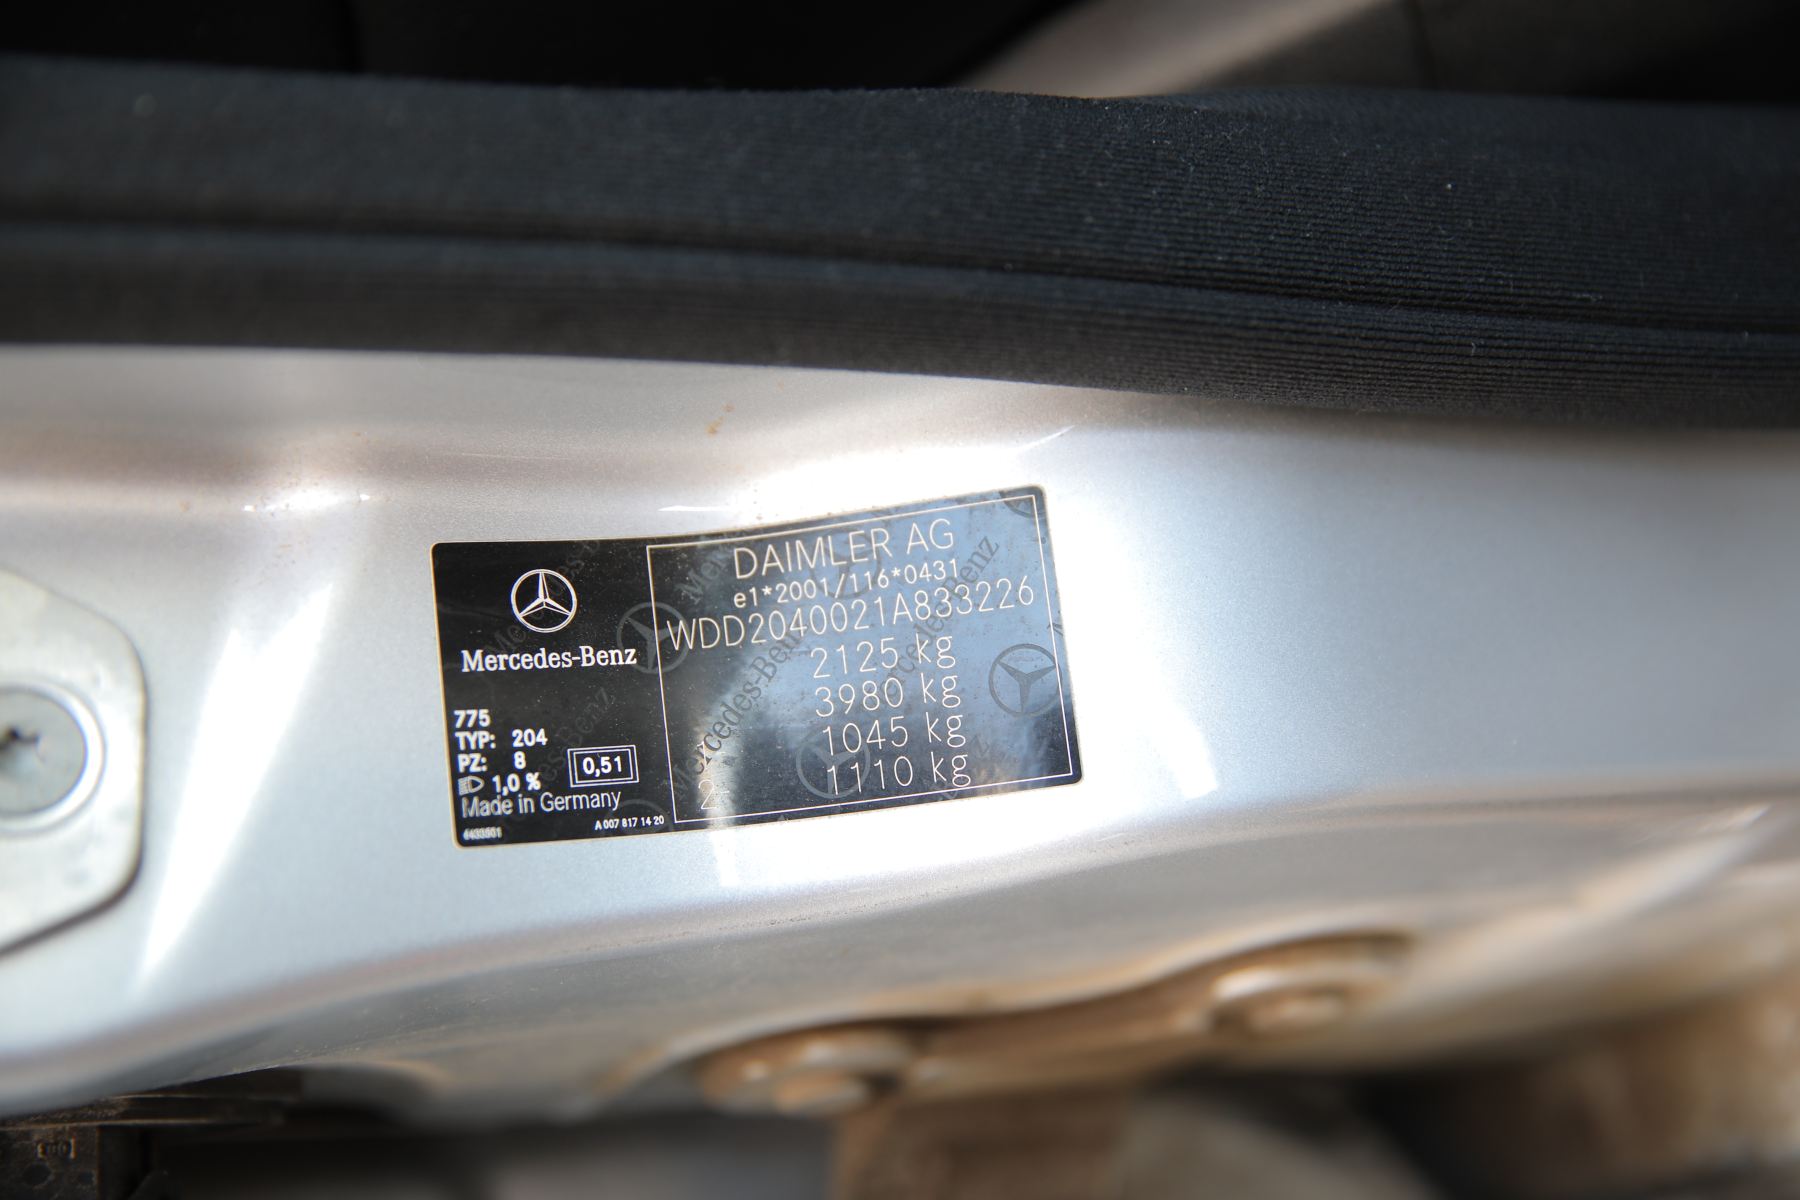 Mercedes-Benz
775
TYP: 204
PZ: 8
1,0 %
0,51
Made in Germany
A 007 817 14 20
DAIMLER AG
e1*2001/116*0431
WDD2040021A833226
2125 kg
3980 kg
1045 kg
2 1110 kg